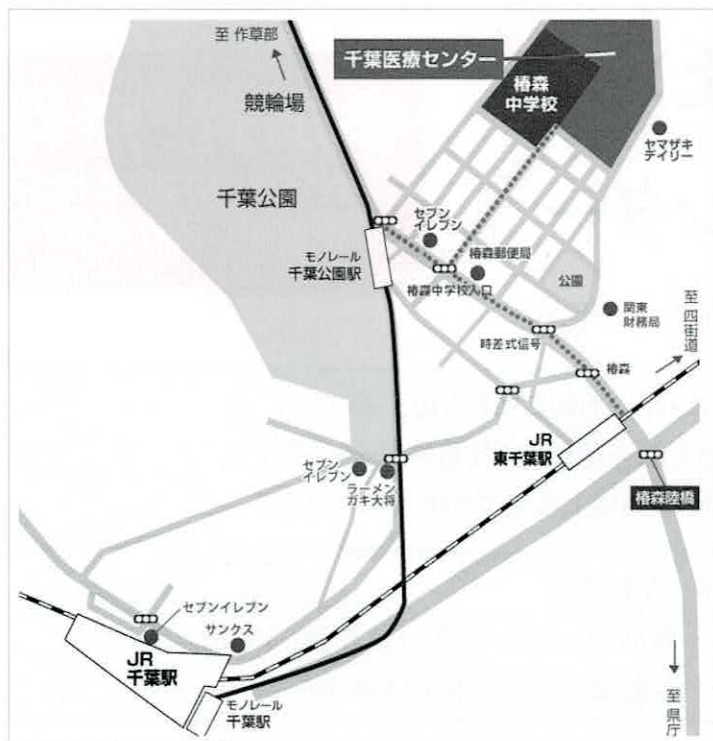 至 作草部
競輪場
千葉医療センター
椿森
中学校
ヤマザキ
デイリー
千葉公園
セブン
イレブン
モノレール
千葉公園駅
椿森郵便局
椿森中学校入口
公園
関東
財務局
至 四街道
時差式信号
椿森
JR
東千葉駅
セブン
イレブン
ラーメン
ガキ大将
椿森陸橋
セブンイレブン
サンクス
JR
千葉駅
モノレール
千葉駅
至 県庁